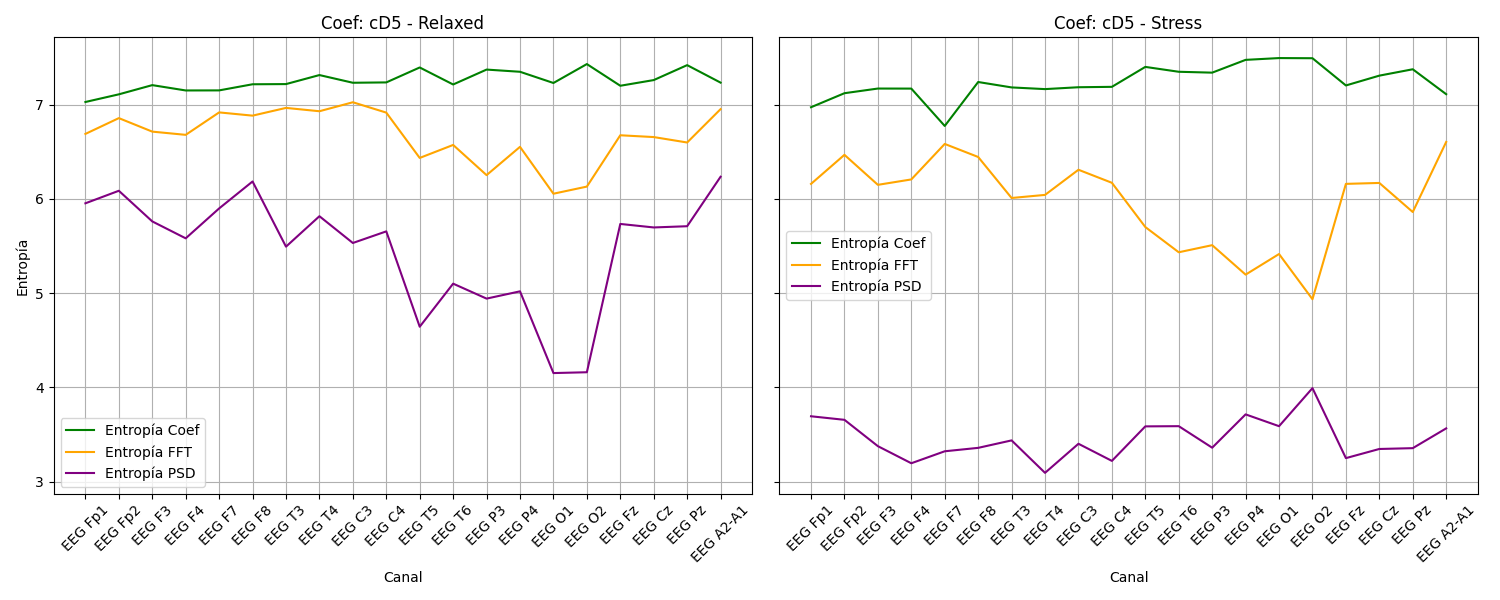 Coef: cD5 - Relaxed
Entropía
7
6
5
4
3
Entropía Coef
Entropía FFT
Entropía PSD
EEG Fp1
EEG Fp2
EEG F3
EEG F4
EEG F7
EEG F8
EEG T3
EEG T4
EEG C3
EEG C4
EEG T5
EEG T6
EEG P3
EEG P4
EEG O1
EEG O2
EEG Fz
EEG Cz
EEG Pz
EEG A2-A1
Canal
Coef: cD5 - Stress
Entropía Coef
Entropía FFT
Entropía PSD
EEG Fp1
EEG Fp2
EEG F3
EEG F4
EEG F7
EEG F8
EEG T3
EEG T4
EEG C3
EEG C4
EEG T5
EEG T6
EEG P3
EEG P4
EEG O1
EEG O2
EEG Fz
EEG Cz
EEG Pz
EEG A2-A1
Canal